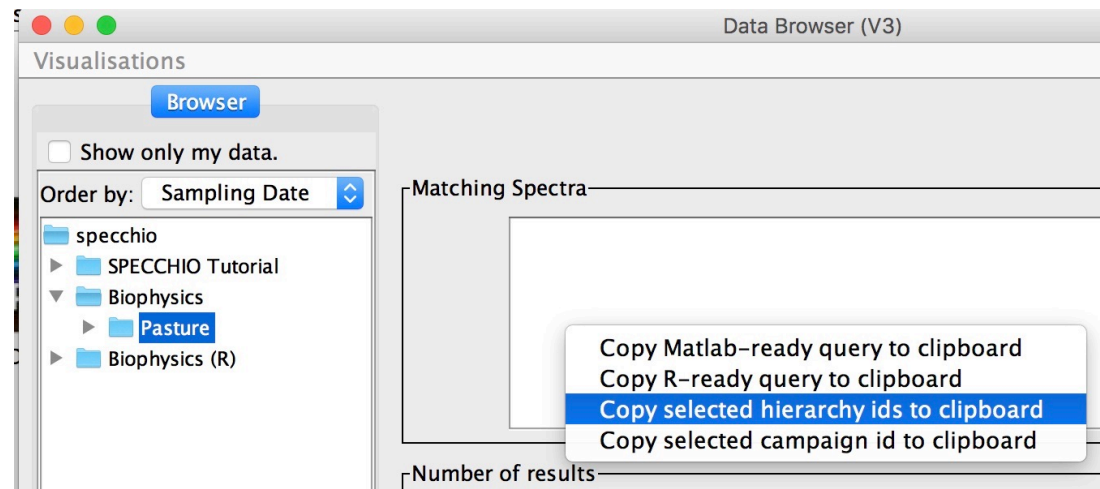 Data Browser (V3)
Visualisations
Browser
Show only my data.
Order by: Sampling Date
specchio
SPECCHIO Tutorial
Biophysics
Pasture
Biophysics (R)
Matching Spectra
Copy Matlab-ready query to clipboard
Copy R-ready query to clipboard
Copy selected hierarchy ids to clipboard
Copy selected campaign id to clipboard
Number of results